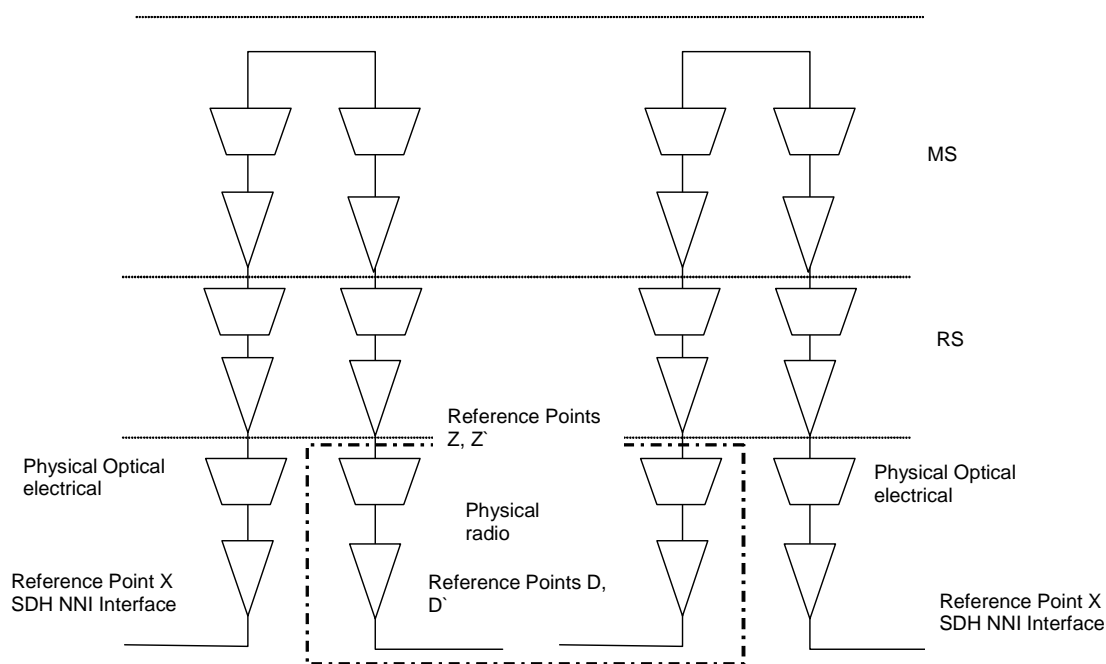 MS
RS
Reference Points
Z, Z`
Physical Optical
electrical
Physical Optical
electrical
Physical
radio
Reference Point X
SDH NNI Interface
Reference Points D,
D`
Reference Point X
SDH NNI Interface